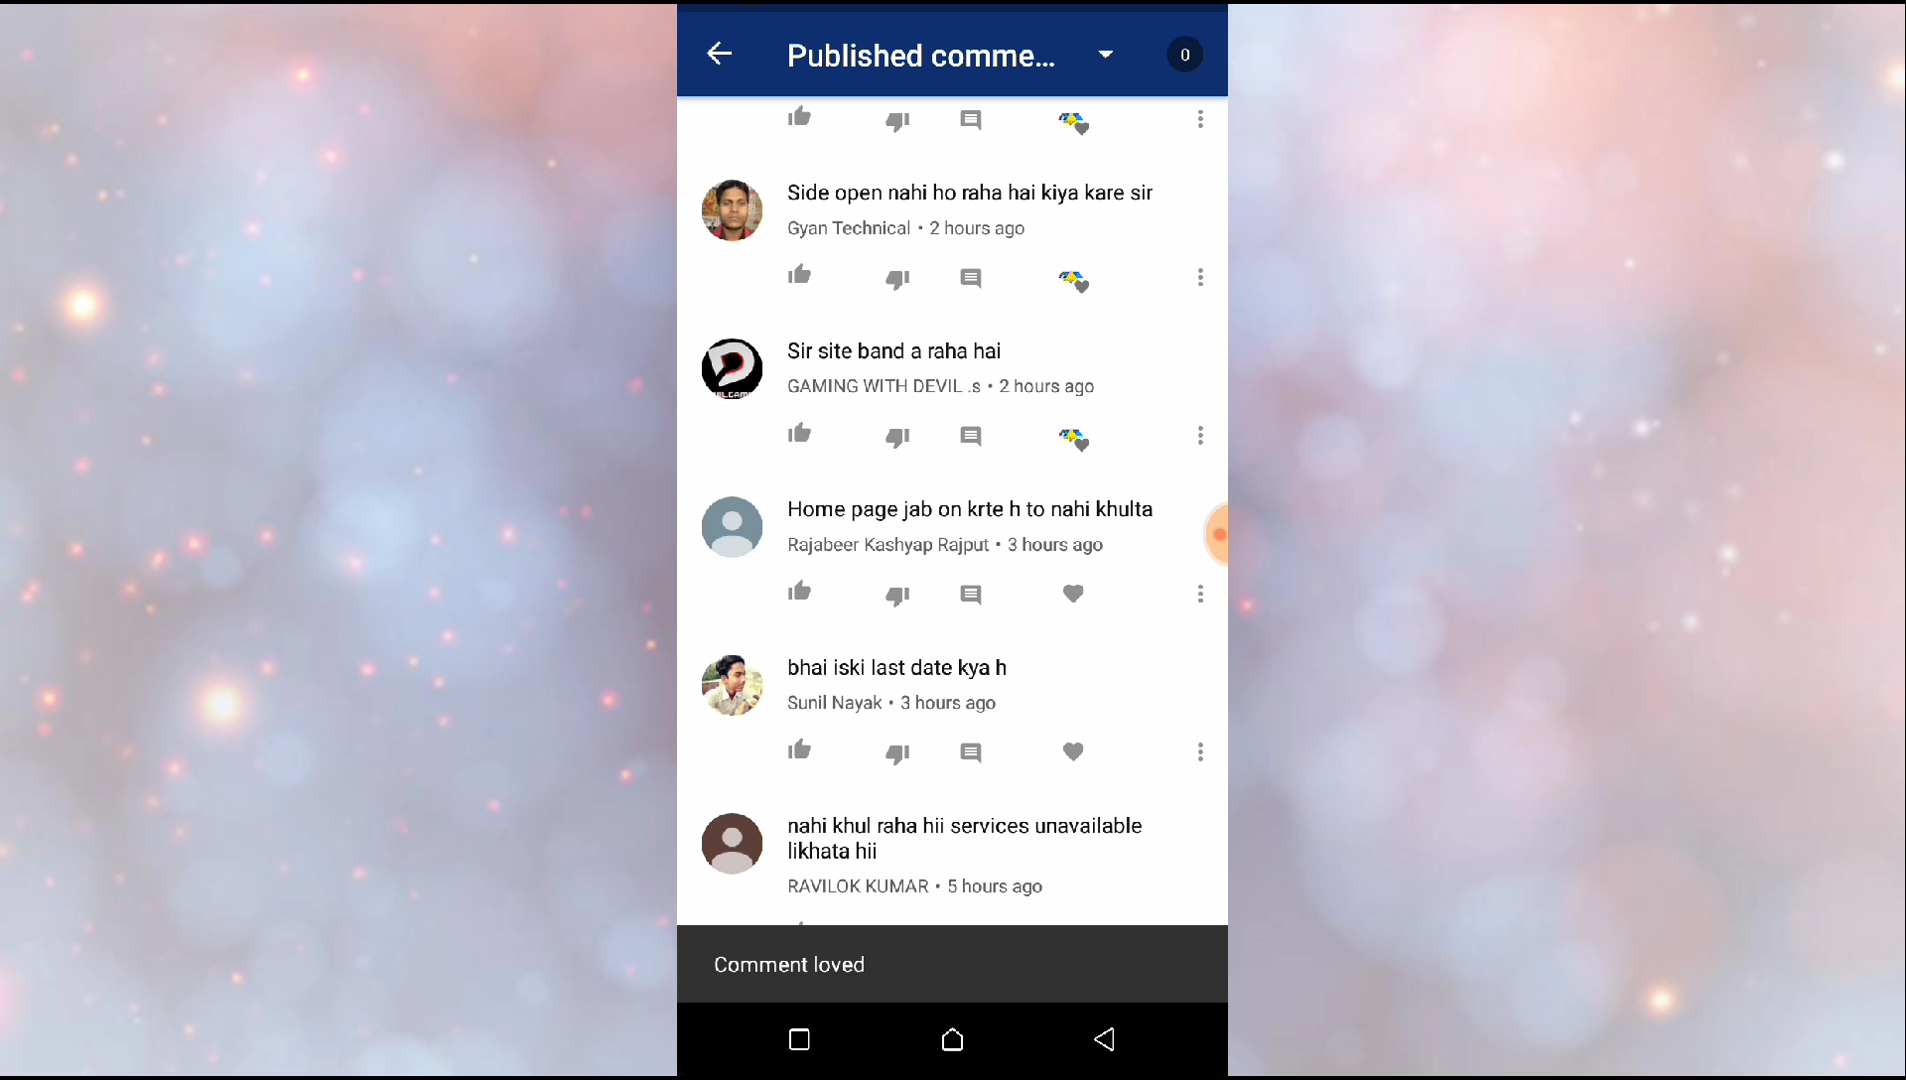 Published comme...
0
Side open nahi ho raha hai kiya kare sir
Gyan Technical • 2 hours ago
Sir site band a raha hai
GAMING WITH DEVIL .s • 2 hours ago
Home page jab on krte h to nahi khulta
Rajabeer Kashyap Rajput • 3 hours ago
bhai iski last date kya h
Sunil Nayak • 3 hours ago
nahi khul raha hii services unavailable
likhata hii
RAVILOK KUMAR • 5 hours ago
Comment loved